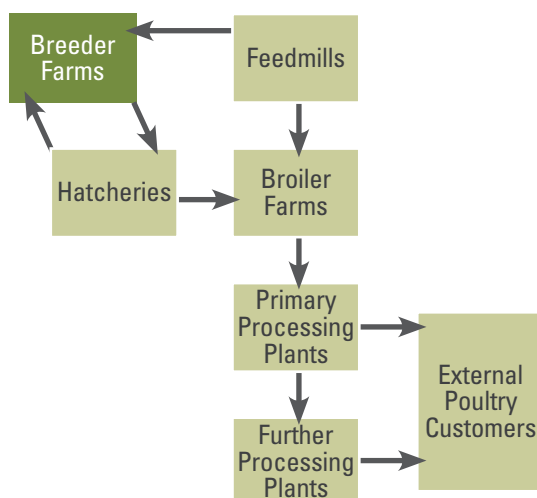 Breeder
Farms
Feedmills
Hatcheries
Broiler
Farms
Primary
Processing
Plants
External
Poultry
Customers
Further
Processing
Plants